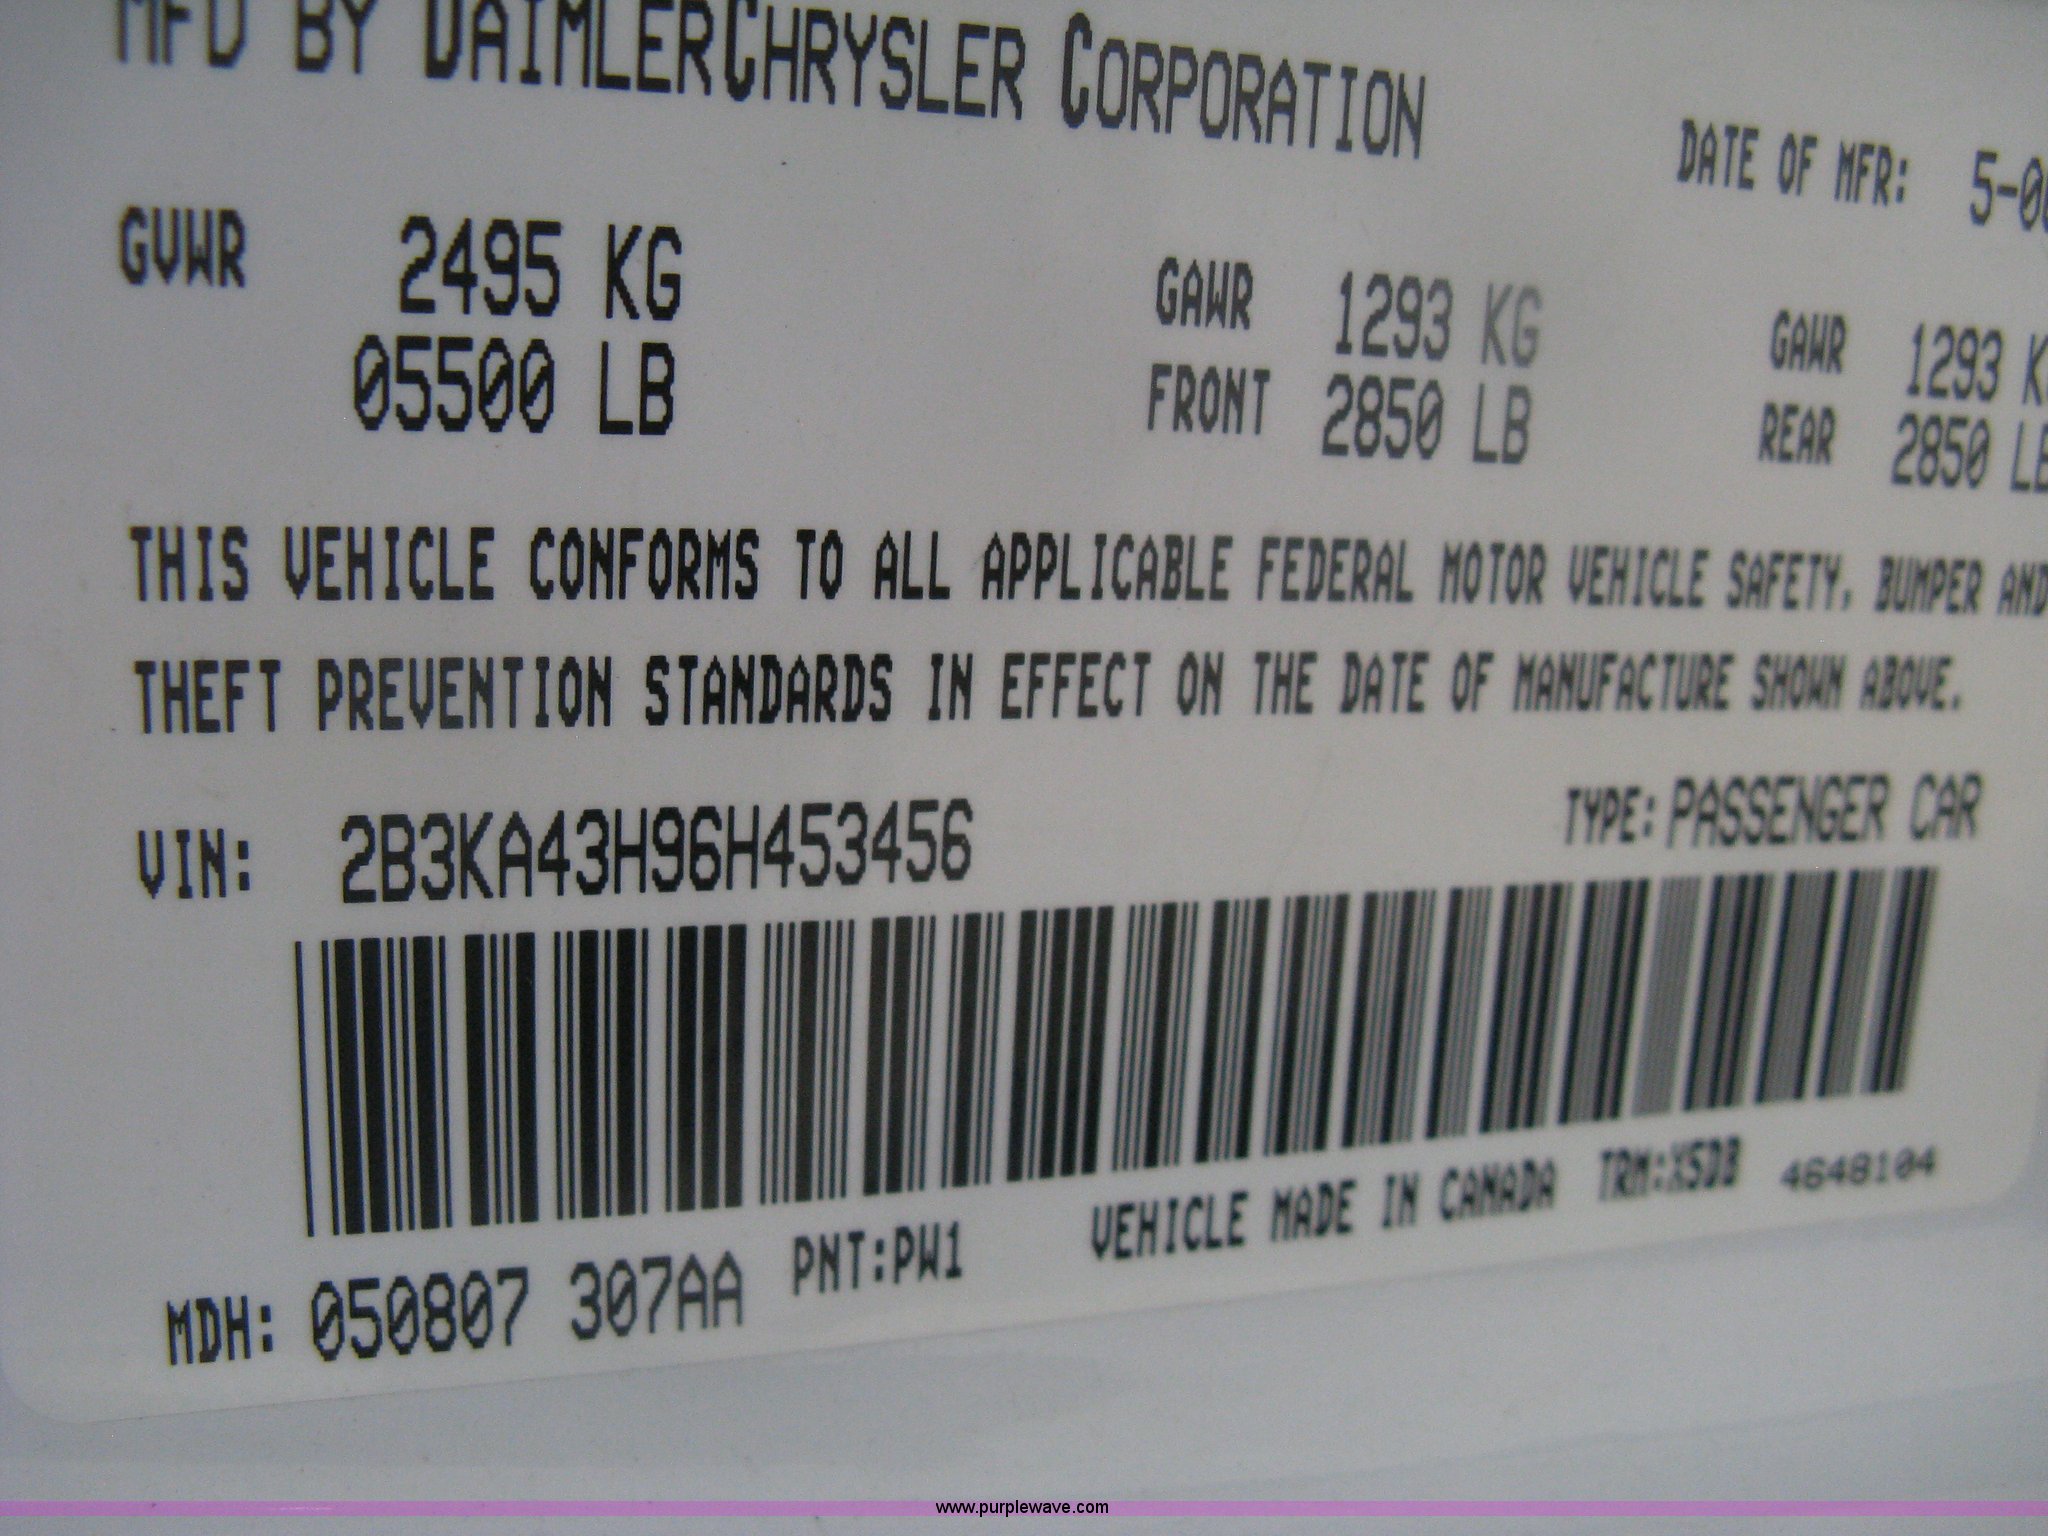 MFD BY DAIMLERCHRYSLER CORPORATION
DATE OF MFR: 5-0
GVWR 2495 KG GAWR 1293 KG GAWR 1293 K
05500 LB FRONT 2850 LB REAR 2850 LB
THIS VEHICLE CONFORMS TO ALL APPLICABLE FEDERAL MOTOR VEHICLE SAFETY, BUMPER AND
THEFT PREVENTION STANDARDS IN EFFECT ON THE DATE OF MANUFACTURE SHOWN ABOVE.
VIN: 2B3KA43H96H453456 TYPE: PASSENGER CAR
MDH: 050807 307AA PNT:PW1 VEHICLE MADE IN CANADA TRM:X5DB 4648104
www.purplewave.com